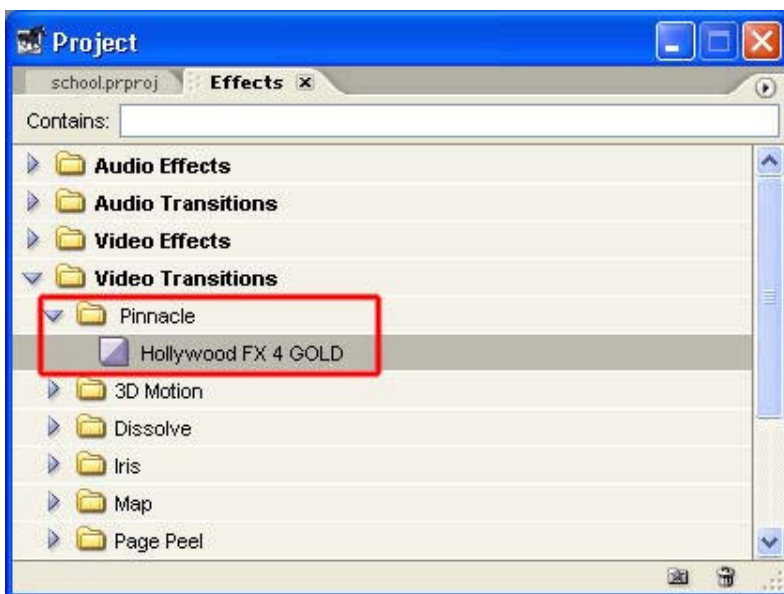 Project
school.prproj Effects
Contains:
Audio Effects
Audio Transitions
Video Effects
Video Transitions
Pinnacle
Hollywood FX 4 GOLD
3D Motion
Dissolve
Iris
Map
Page Peel